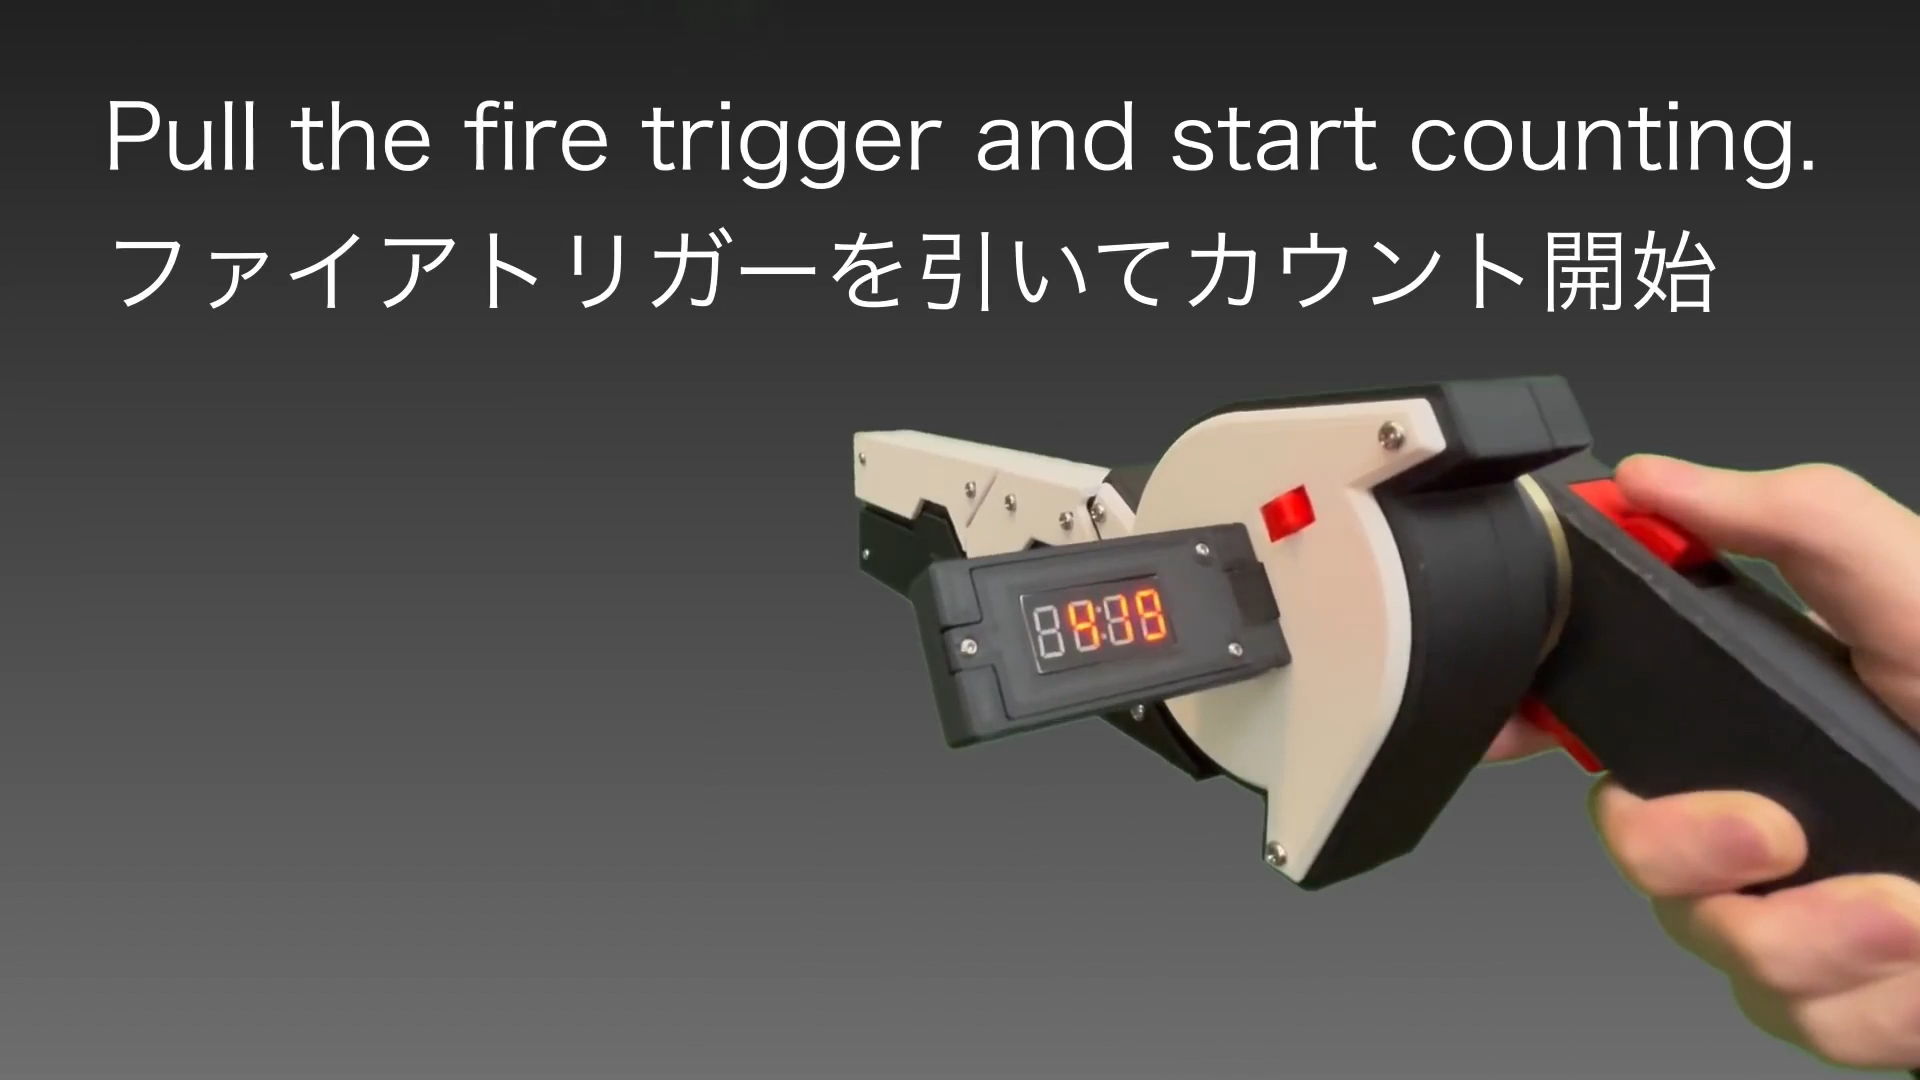 Pull the fire trigger and start counting.
ファイアトリガーを引いてカウント開始